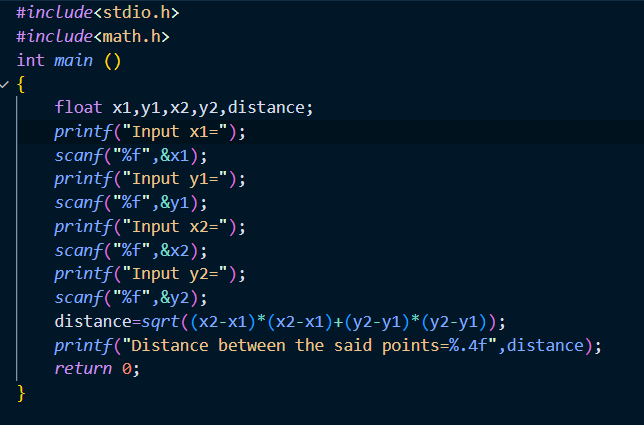 #include<stdio.h>
#include<math.h>
int main ()
{
    float x1,y1,x2,y2,distance;
    printf("Input x1=");
    scanf("%f",&x1);
    printf("Input y1=");
    scanf("%f",&y1);
    printf("Input x2=");
    scanf("%f",&x2);
    printf("Input y2=");
    scanf("%f",&y2);
    distance=sqrt((x2-x1)*(x2-x1)+(y2-y1)*(y2-y1));
    printf("Distance between the said points=%.4f",distance);
    return 0;
}